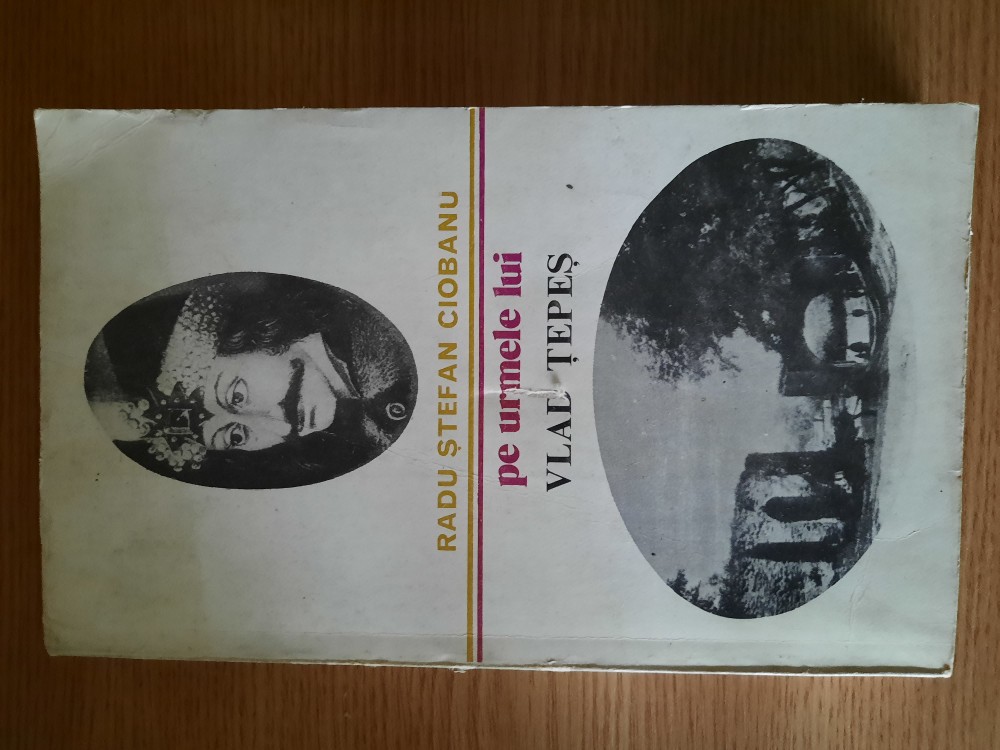 RADU ȘTEFAN CIOBANU
pe urmele lui
VLAD ȚEPEȘ